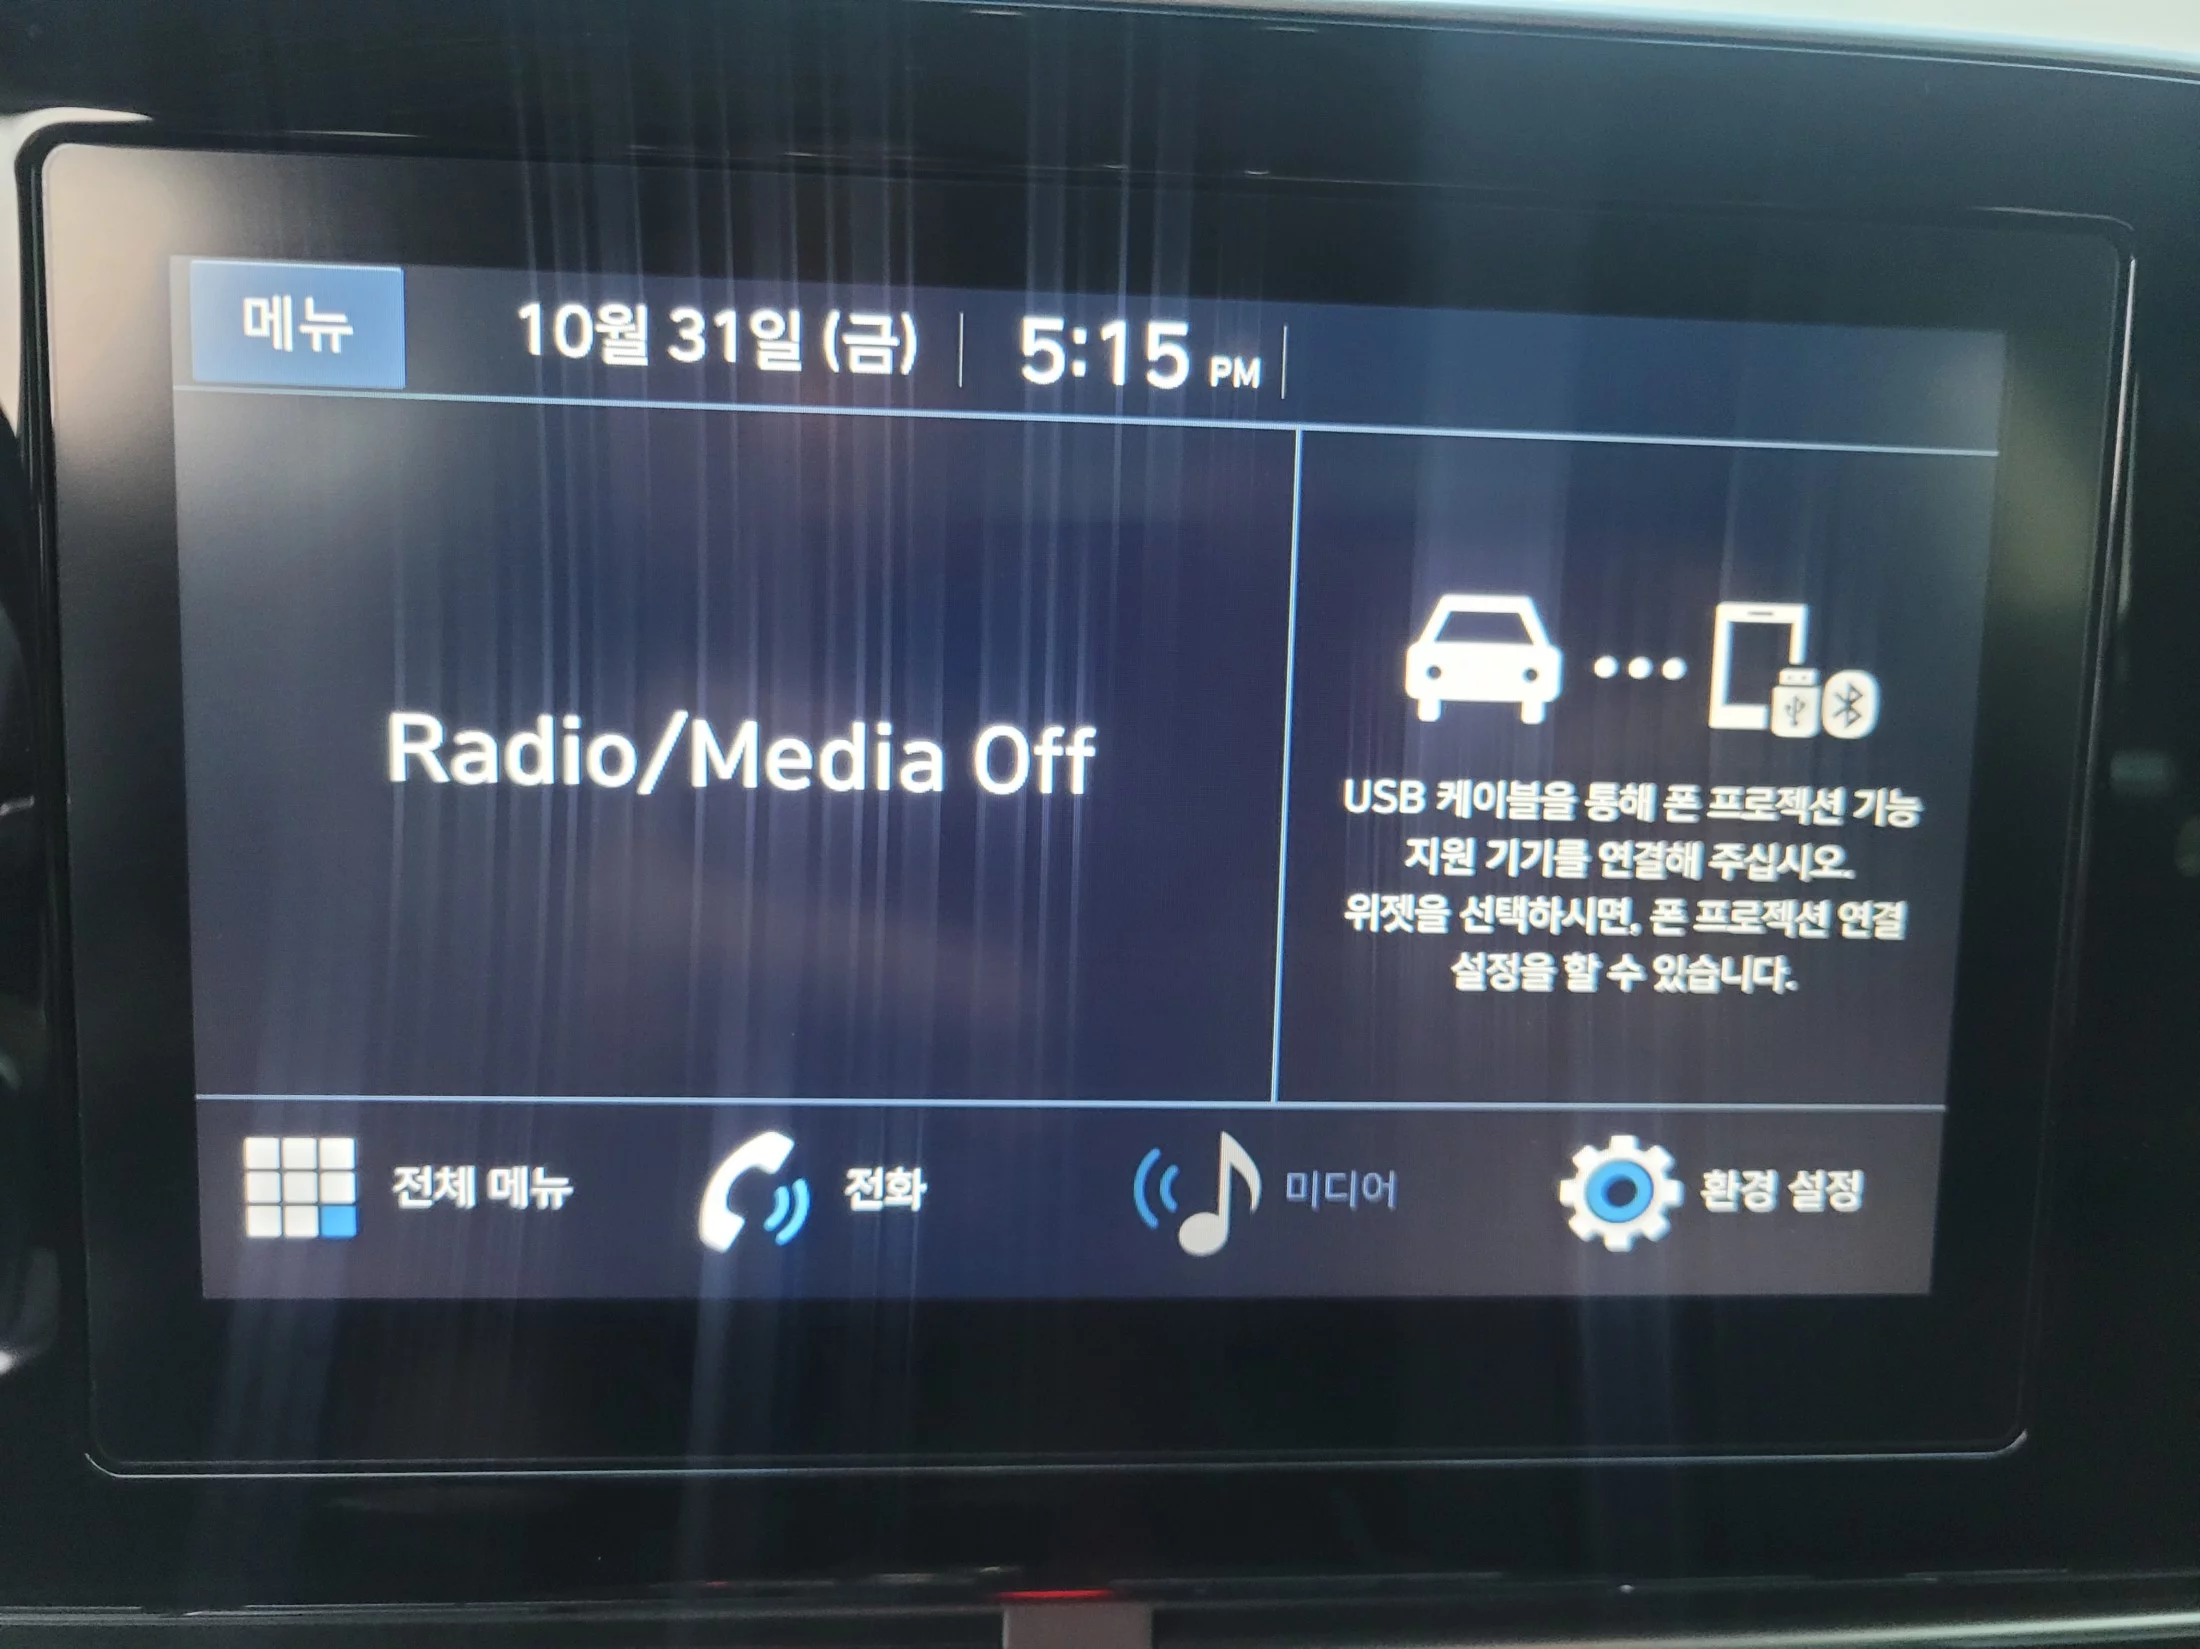 메뉴
10월 31일 (금)
5:15 PM
Radio/Media Off
USB 케이블을 통해 폰 프로젝션 기능
지원 기기를 연결해 주십시오.
위젯을 선택하시면, 폰 프로젝션 연결
설정을 할 수 있습니다.
전체 메뉴
전화
미디어
환경 설정